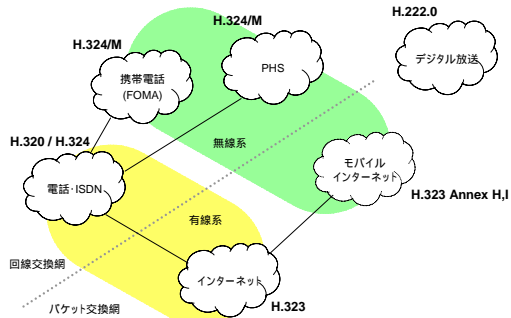 H.324/M
H.222.0
H.324/M
携帯電話
(FOMA)
PHS
デジタル放送
H.320 / H.324
無線系
モバイル
インターネット
電話・ISDN
H.323 Annex H,I
有線系
回線交換網
インターネット
パケット交換網
H.323